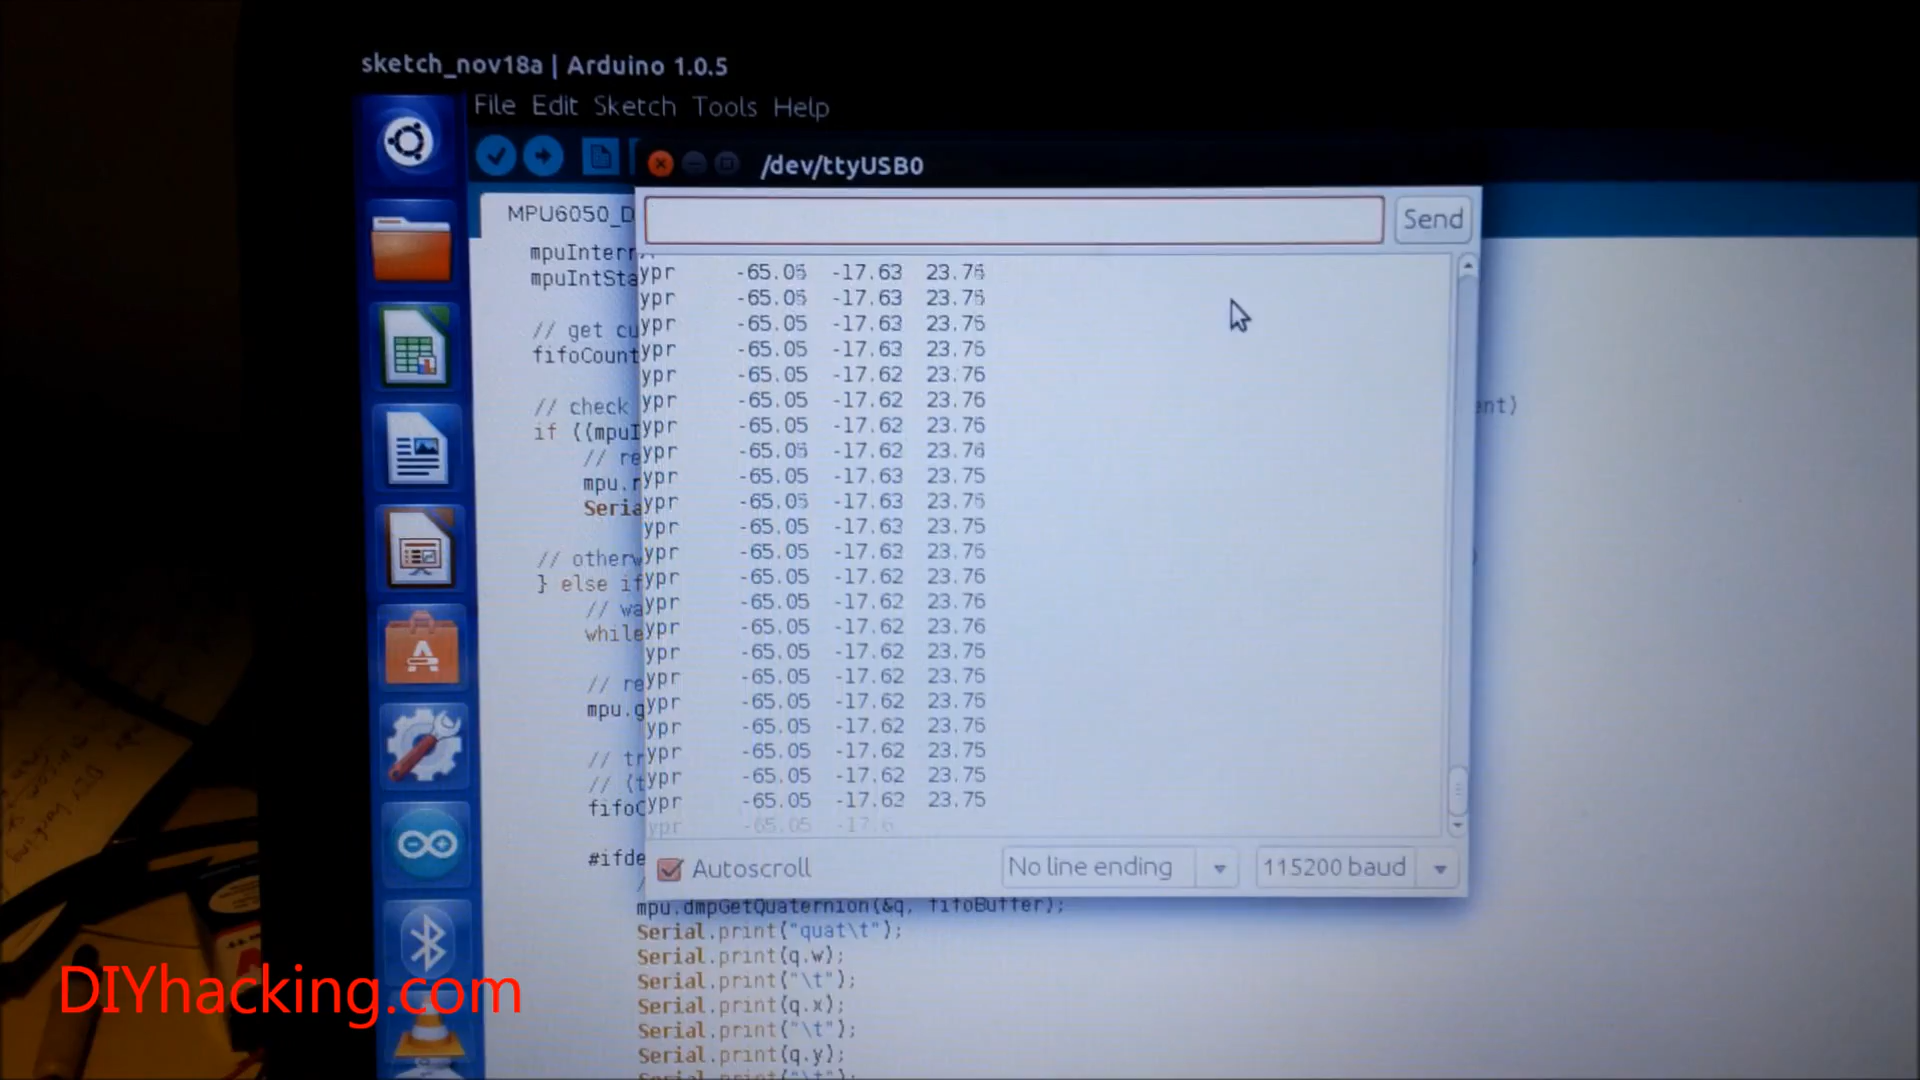 sketch_nov18a | Arduino 1.0.5
File Edit Sketch Tools Help
/dev/ttyUSB0
MPU6050_D
Send
mpuInterr
mpuIntSta
// get cu
fifoCount
// check
if ((mpuI
// re
mpu.r
Seria
// otherw
} else if
// wa
while
// re
mpu.g
// tr
// (t
fifoC
#ifde
ent)
ypr -65.05 -17.63 23.76
ypr -65.05 -17.63 23.75
ypr -65.05 -17.63 23.75
ypr -65.05 -17.63 23.75
ypr -65.05 -17.62 23.76
ypr -65.05 -17.62 23.76
ypr -65.05 -17.62 23.76
ypr -65.05 -17.62 23.76
ypr -65.05 -17.63 23.75
ypr -65.05 -17.63 23.75
ypr -65.05 -17.63 23.75
ypr -65.05 -17.62 23.76
ypr -65.05 -17.62 23.76
ypr -65.05 -17.62 23.76
ypr -65.05 -17.62 23.76
ypr -65.05 -17.62 23.75
ypr -65.05 -17.62 23.75
ypr -65.05 -17.62 23.75
ypr -65.05 -17.62 23.75
ypr -65.05 -17.62 23.75
ypr -65.05 -17.62 23.75
ypr -65.05 -17.62 23.75
ypr -65.05 -17.6
Autoscroll
No line ending
115200 baud
mpu.dmpGetQuaternion(&q, fifoBuffer);
Serial.print("quat\t");
Serial.print(q.w);
Serial.print("\t");
Serial.print(q.x);
Serial.print("\t");
Serial.print(q.y);
Serial.print("\t");
DIYhacking.com